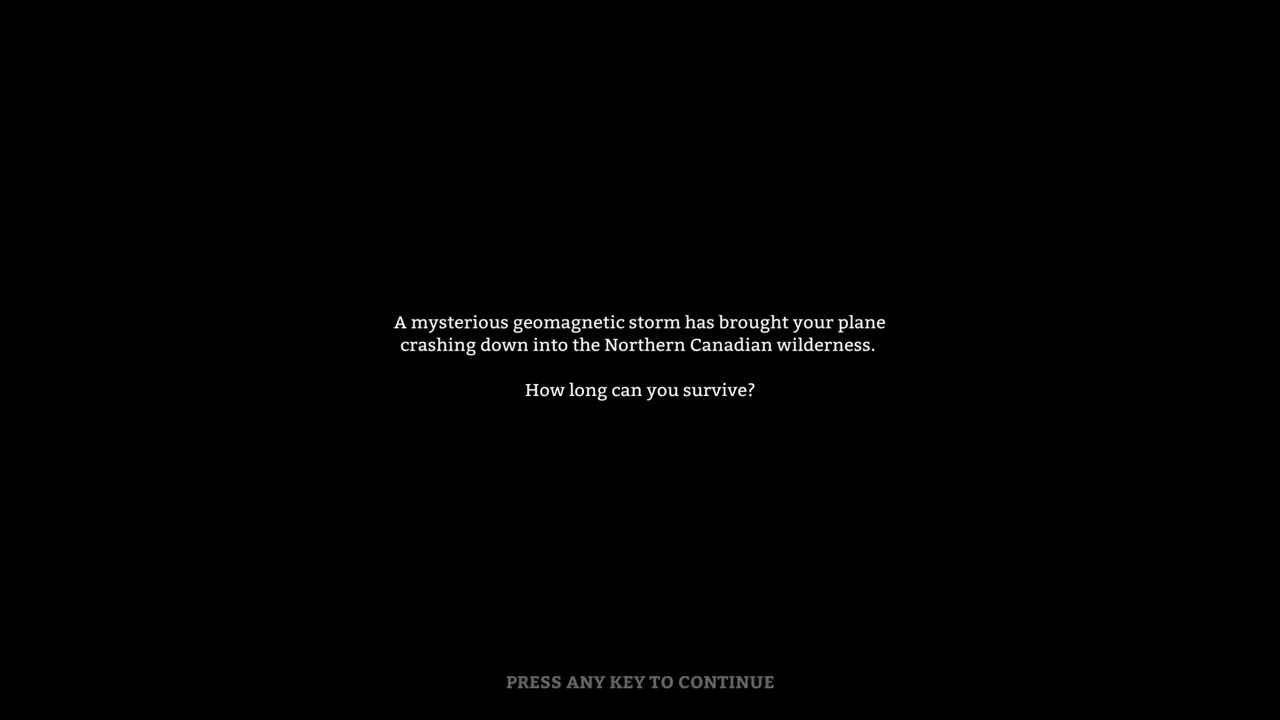 A mysterious geomagnetic storm has brought your plane
crashing down into the Northern Canadian wilderness.
How long can you survive?
PRESS ANY KEY TO CONTINUE